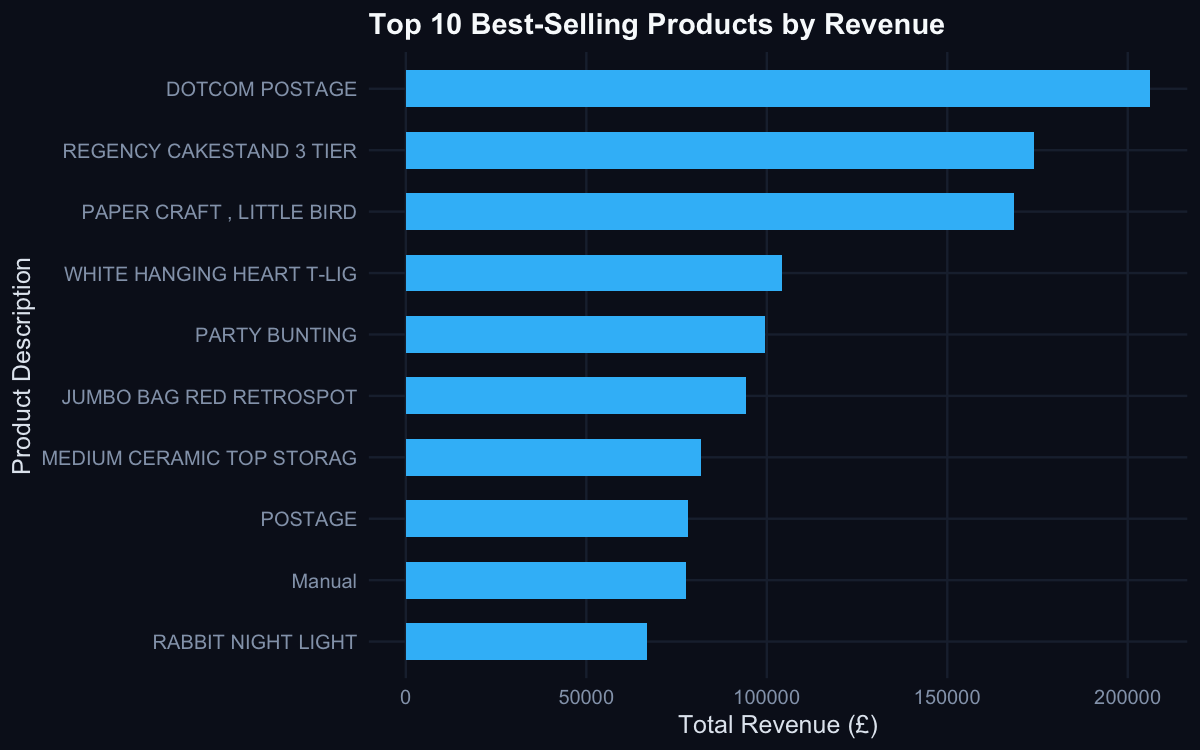 Top 10 Best-Selling Products by Revenue
DOTCOM POSTAGE
REGENCY CAKESTAND 3 TIER
PAPER CRAFT , LITTLE BIRD
WHITE HANGING HEART T-LIG
PARTY BUNTING
JUMBO BAG RED RETROSPOT
MEDIUM CERAMIC TOP STORAG
POSTAGE
Manual
RABBIT NIGHT LIGHT
Product Description
0 50000 100000 150000 200000
Total Revenue (£)